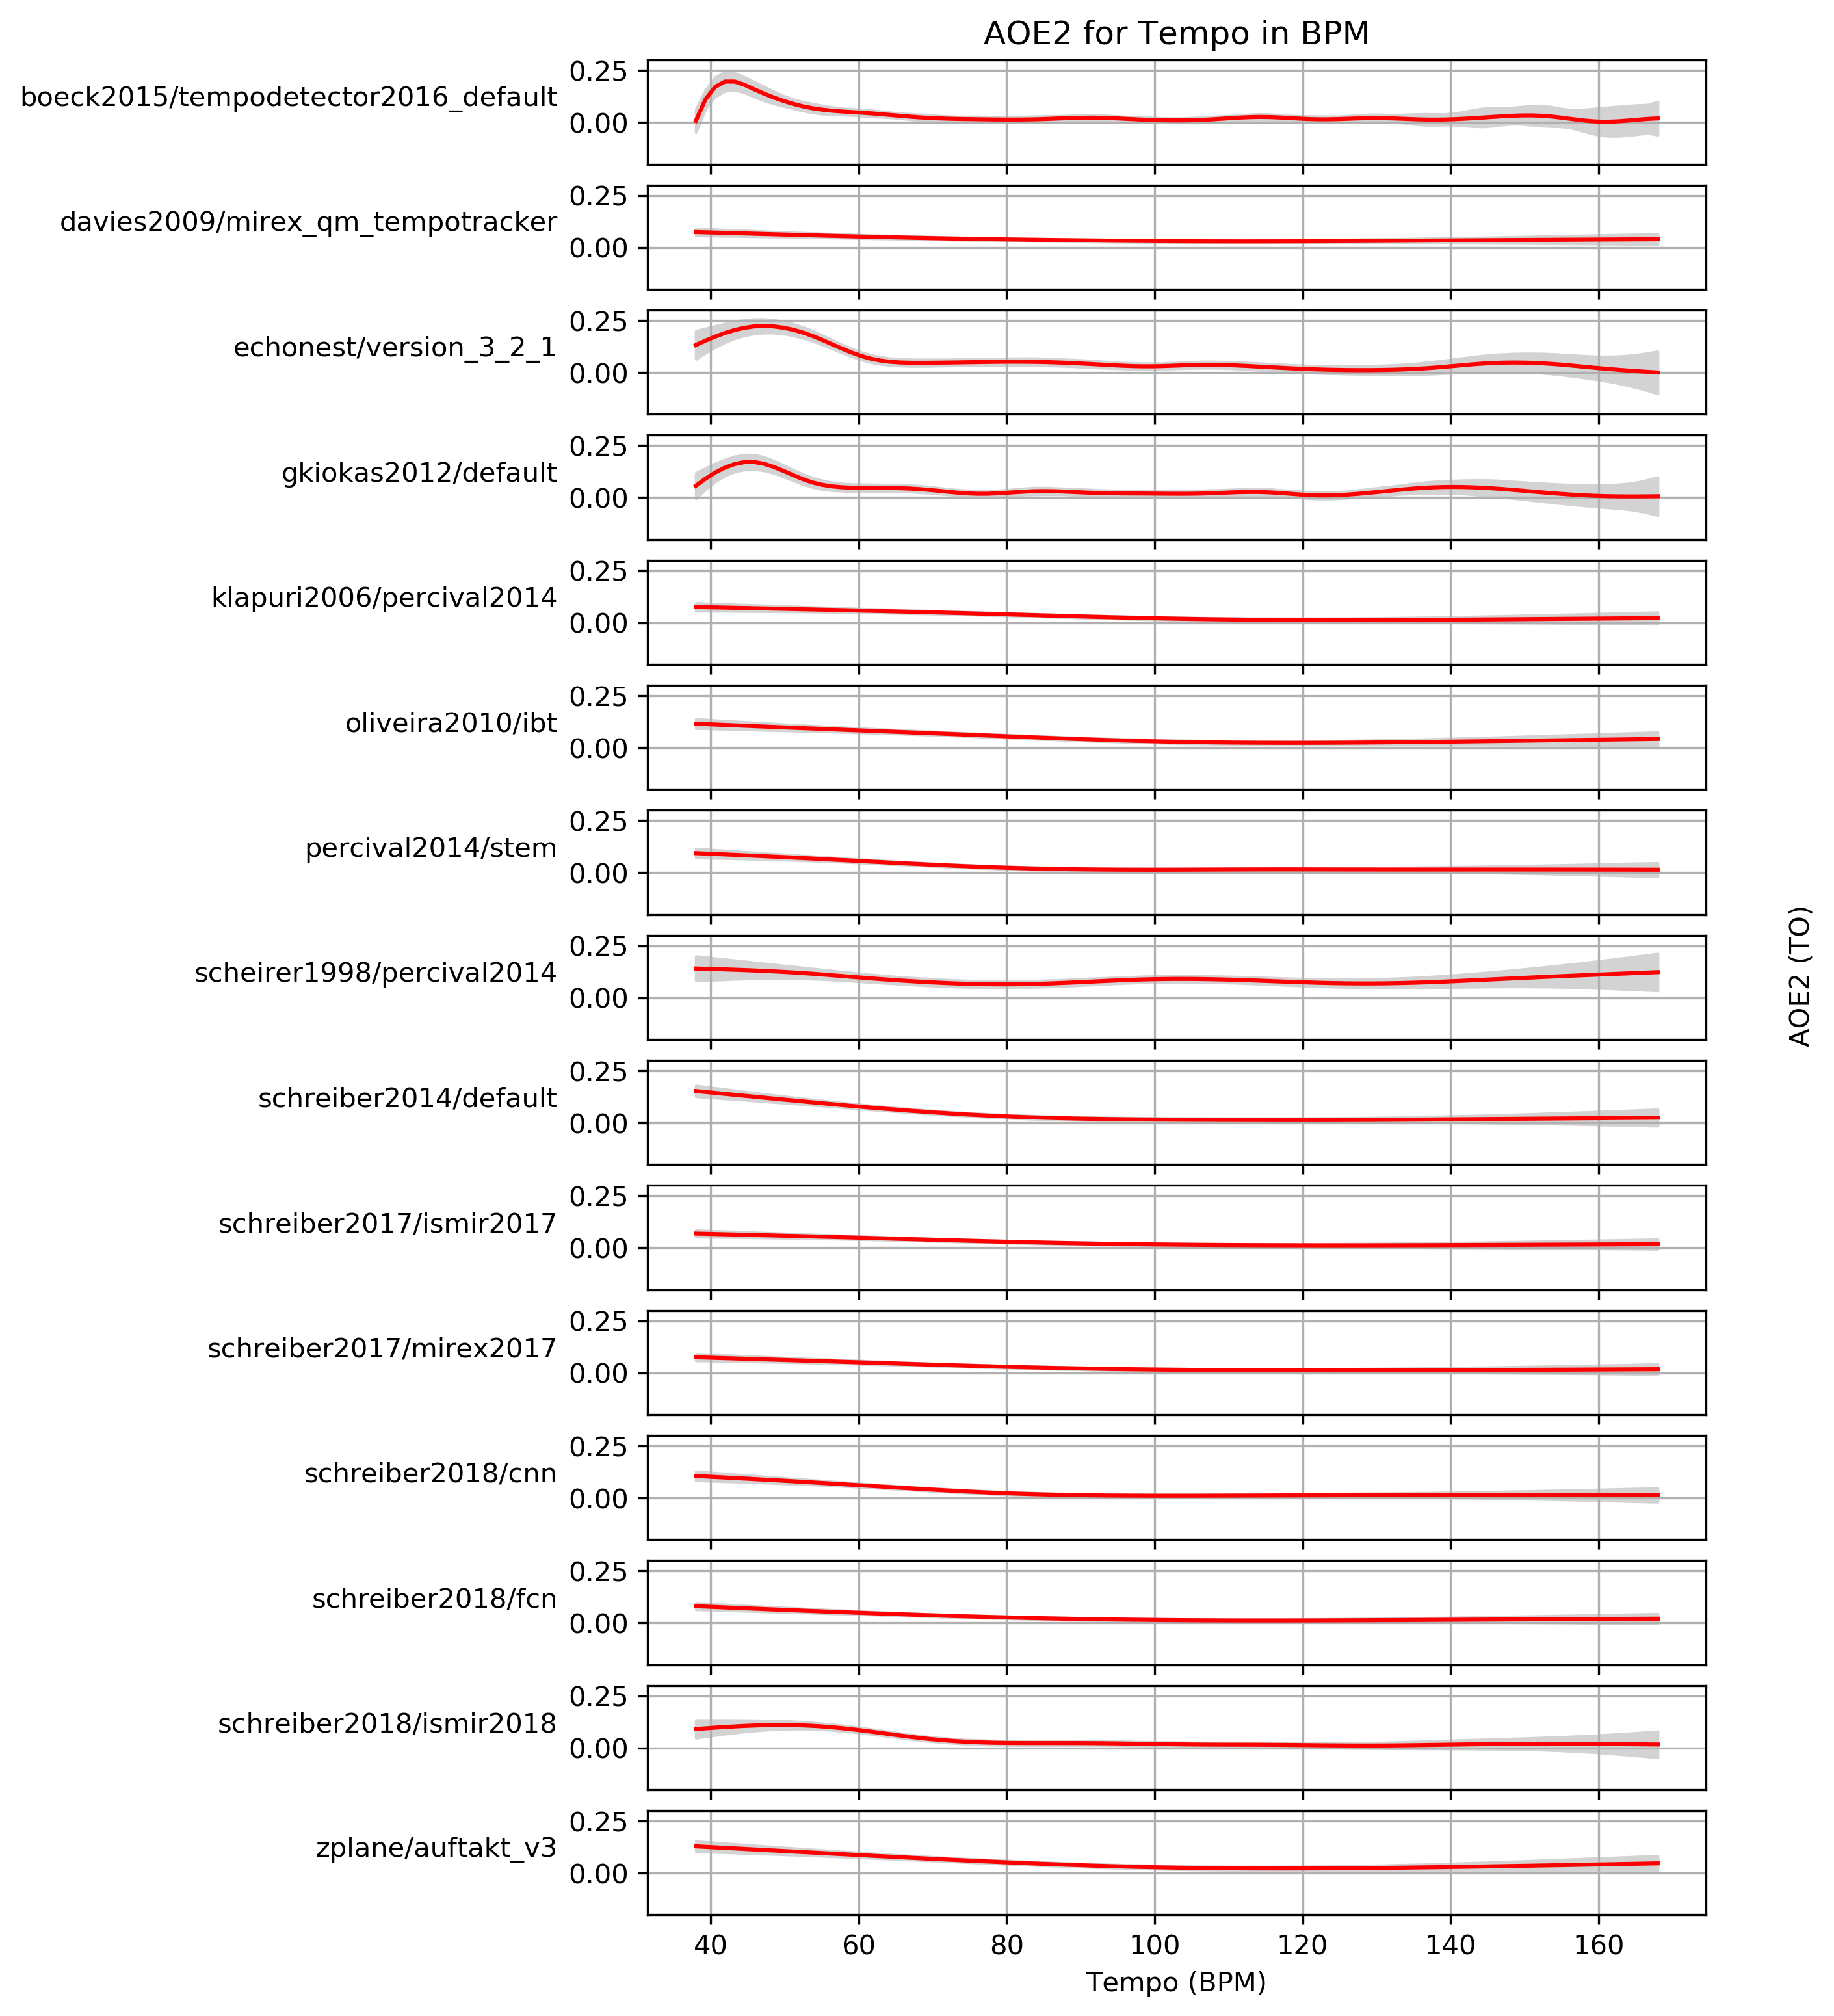 AOE2 for Tempo in BPM
boeck2015/tempodetector2016_default
0.25
0.00
davies2009/mirex_qm_tempotracker
0.25
0.00
echonest/version_3_2_1
0.25
0.00
gkiokas2012/default
0.25
0.00
klapuri2006/percival2014
0.25
0.00
oliveira2010/ibt
0.25
0.00
percival2014/stem
0.25
0.00
scheirer1998/percival2014
0.25
0.00
schreiber2014/default
0.25
0.00
schreiber2017/ismir2017
0.25
0.00
schreiber2017/mirex2017
0.25
0.00
schreiber2018/cnn
0.25
0.00
schreiber2018/fcn
0.25
0.00
schreiber2018/ismir2018
0.25
0.00
zplane/auftakt_v3
0.25
0.00
40 60 80 100 120 140 160
Tempo (BPM)
AOE2 (TO)